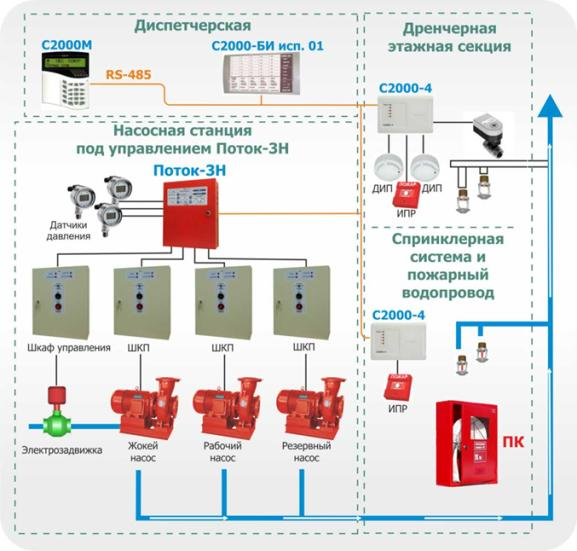 Диспетчерская
С2000М
RS-485
С2000-БИ исп. 01
Дренчерная
этажная секция
С2000-4
ДИП
ДИП
ИПР
Насосная станция
под управлением Поток-3Н
Поток-3Н
Датчики
давления
Шкаф управления
ШКП
ШКП
ШКП
Электрозадвижка
Жокей
насос
Рабочий
насос
Резервный
насос
Спринклерная
система и
пожарный
водопровод
С2000-4
ИПР
ПК